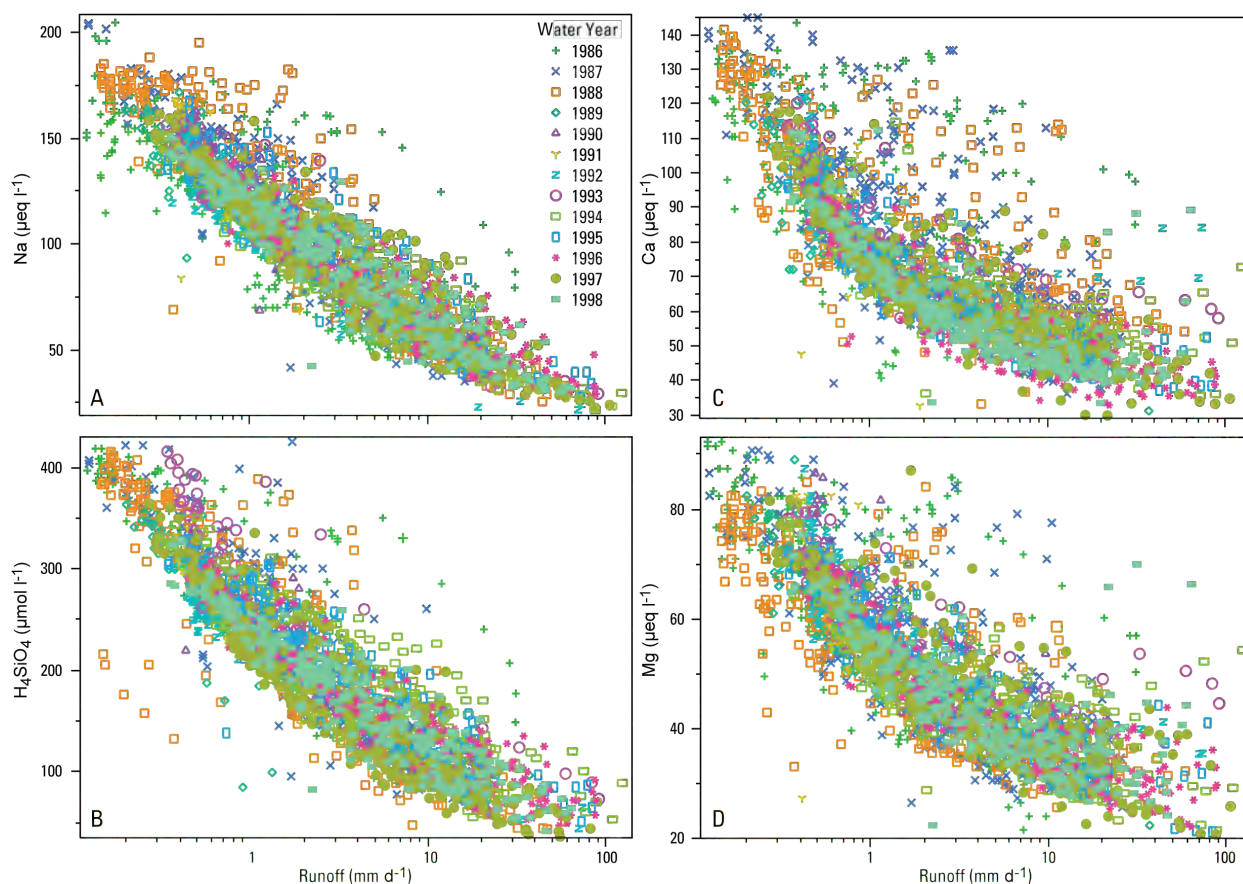 Water Year
1986
1987
1988
1989
1990
1991
1992
1993
1994
1995
1996
1997
1998
200
150
100
50
Na (µeq l⁻¹)
A
140
130
120
110
100
90
80
70
60
50
40
30
Ca (µeq l⁻¹)
C
400
300
200
100
H₄SiO₄ (µmol l⁻¹)
B
1 10 100
Runoff (mm d⁻¹)
80
60
40
20
Mg (µeq l⁻¹)
D
1 10 100
Runoff (mm d⁻¹)